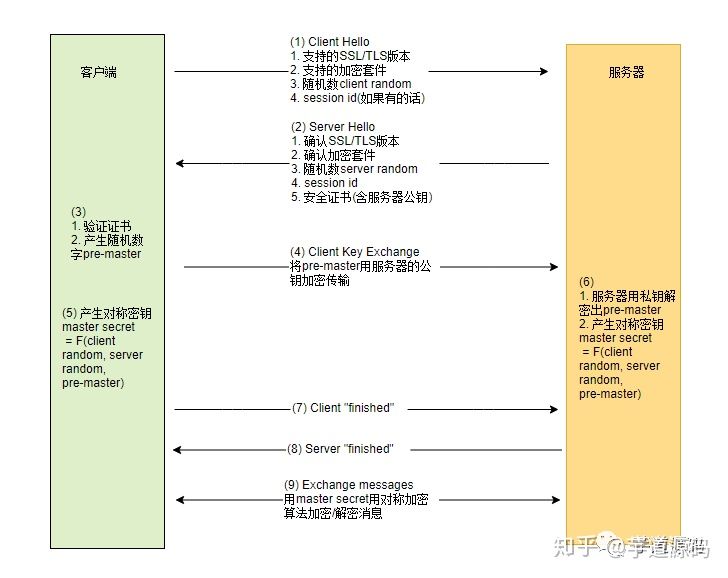 (1) Client Hello
1. 支持的SSL/TLS版本
2. 支持的加密套件
3. 随机数client random
4. session id(如果有的话)
客户端
服务器
(2) Server Hello
1. 确认SSL/TLS版本
2. 确认加密套件
3. 随机数server random
4. session id
5. 安全证书(含服务器公钥)
(3)
1. 验证证书
2. 产生随机数
字pre-master
(4) Client Key Exchange
将pre-master用服务器的公
钥加密传输
(5) 产生对称密钥
master secret
= F(client
random, server
random,
pre-master)
(6)
1. 服务器用私钥解
密出pre-master
2. 产生对称密钥
master secret
= F(client
random, server
random,
pre-master)
(7) Client "finished"
(8) Server "finished"
(9) Exchange messages
用master secret用对称加密
算法加密/解密消息
知乎 @芋道源码